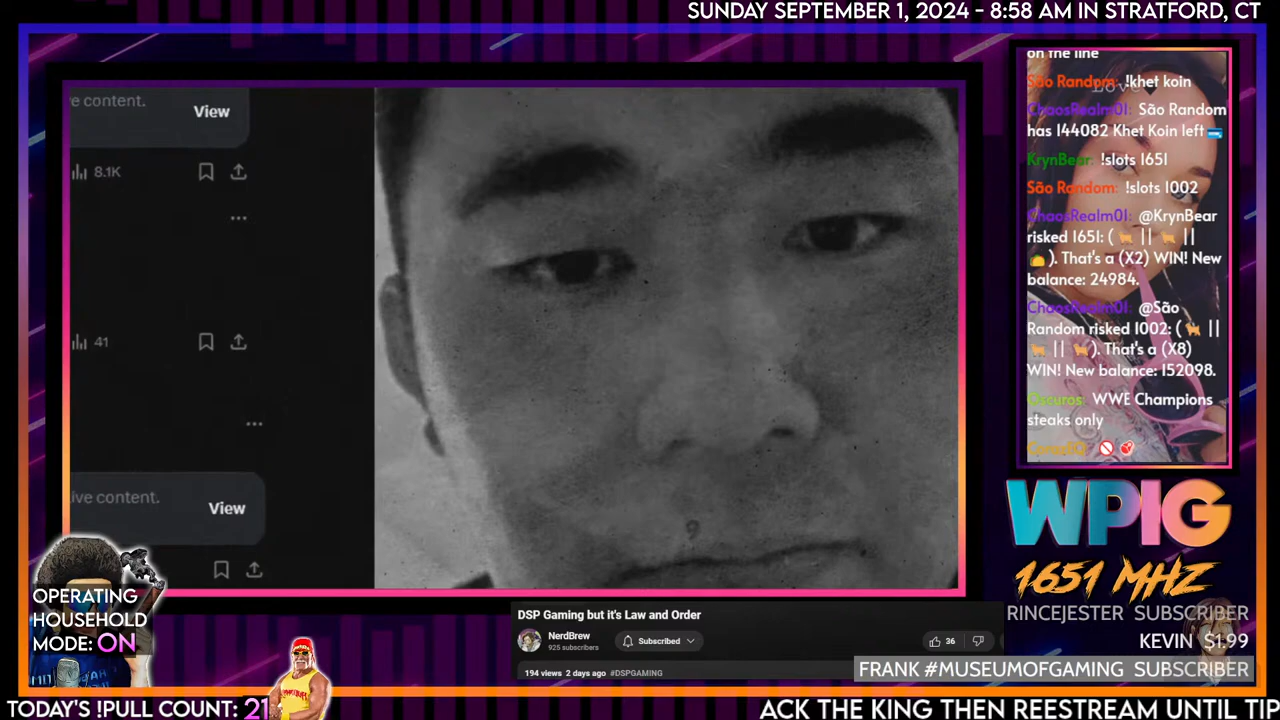 SUNDAY SEPTEMBER 1, 2024 - 8:58 AM IN STRATFORD, CT
e content.
View
8.1K
41
ive content.
View
on the line
São Random: !khet koin
ChaosRealm01: São Random
has 144082 Khet Koin left
KrynBear: !slots 1651
São Random: !slots 1002
ChaosRealm01: @KrynBear
risked 1651: ( || ||
). That's a (X2) WIN! New
balance: 24984.
ChaosRealm01: @São
Random risked 1002: ( ||
|| ). That's a (X8)
WIN! New balance: 152098.
Oscuros: WWE Champions
steaks only
WPIG
1651 MHZ
RINCEJESTER SUBSCRIBER
KEVIN $1.99
FRANK #MUSEUMOFGAMING SUBSCRIBER
OPERATING
HOUSEHOLD
MODE: ON
DSP Gaming but it's Law and Order
NerdBrew
925 subscribers
Subscribed
36
194 views 2 days ago #DSPGAMING
TODAY'S !PULL COUNT: 21
ACK THE KING THEN REESTREAM UNTIL TIP